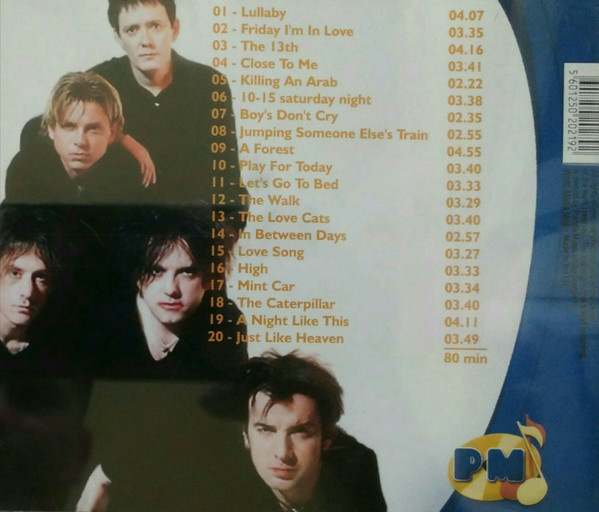 01 - Lullaby 04.07
02 - Friday I'm In Love 03.35
03 - The 13th 04.16
04 - Close To Me 03.41
05 - Killing An Arab 02.22
06 - 10-15 saturday night 03.38
07 - Boy's Don't Cry 02.35
08 - Jumping Someone Else's Train 02.55
09 - A Forest 04.55
10 - Play For Today 03.40
11 - Let's Go To Bed 03.33
12 - The Walk 03.29
13 - The Love Cats 03.40
14 - In Between Days 02.57
15 - Love Song 03.27
16 - High 03.33
17 - Mint Car 03.34
18 - The Caterpillar 03.40
19 - A Night Like This 04.11
20 - Just Like Heaven 03.49
80 min
5601250202192
PM